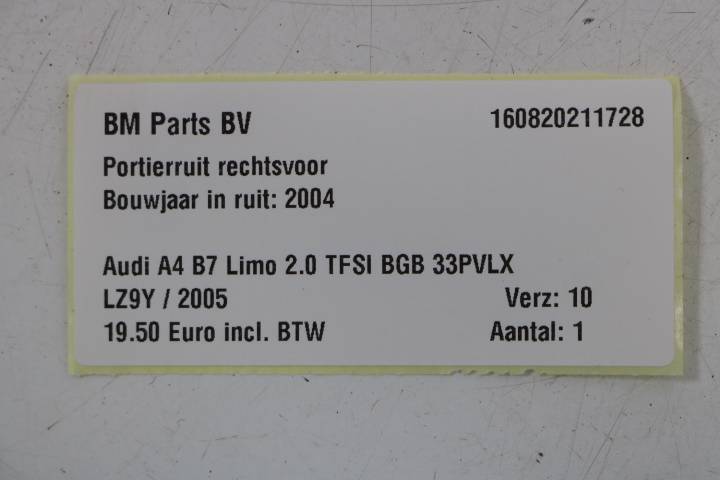 BM Parts BV 160820211728
Portierruit rechtsvoor
Bouwjaar in ruit: 2004
Audi A4 B7 Limo 2.0 TFSI BGB 33PVLX
LZ9Y / 2005 Verz: 10
19.50 Euro incl. BTW Aantal: 1